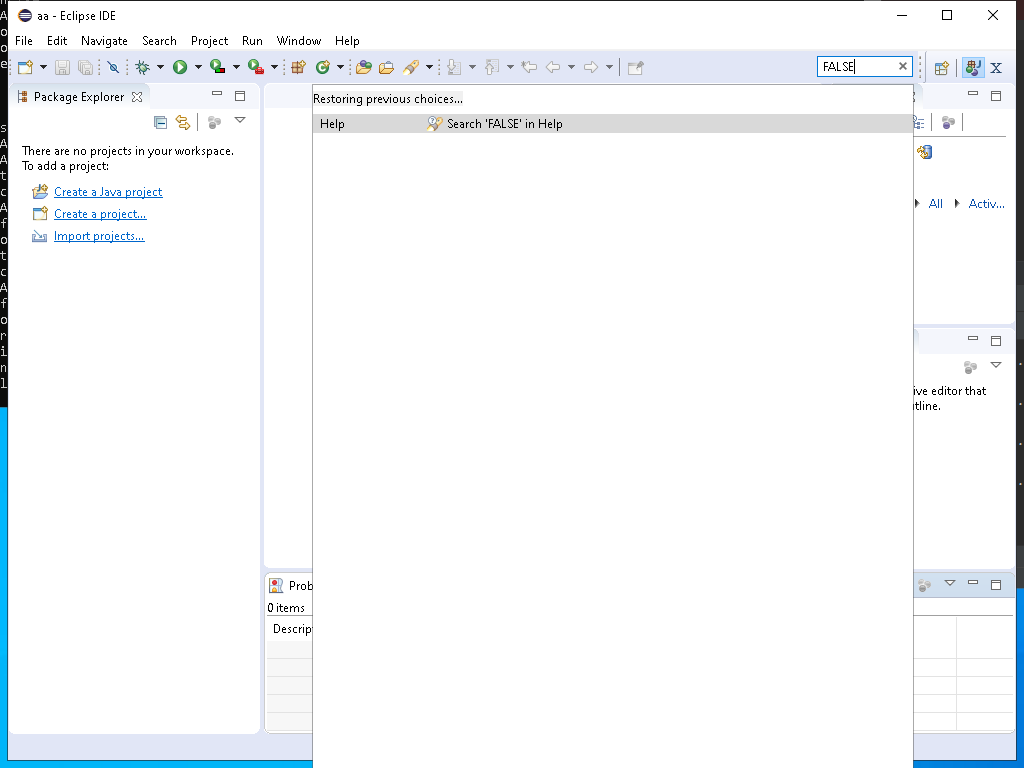 aa - Eclipse IDE
File Edit Navigate Search Project Run Window Help
FALSE
Package Explorer
Restoring previous choices...
Help Search 'FALSE' in Help
There are no projects in your workspace.
To add a project:
Create a Java project
Create a project...
Import projects...
All Activ...
ive editor that
tline.
Prob
0 items
Descrip